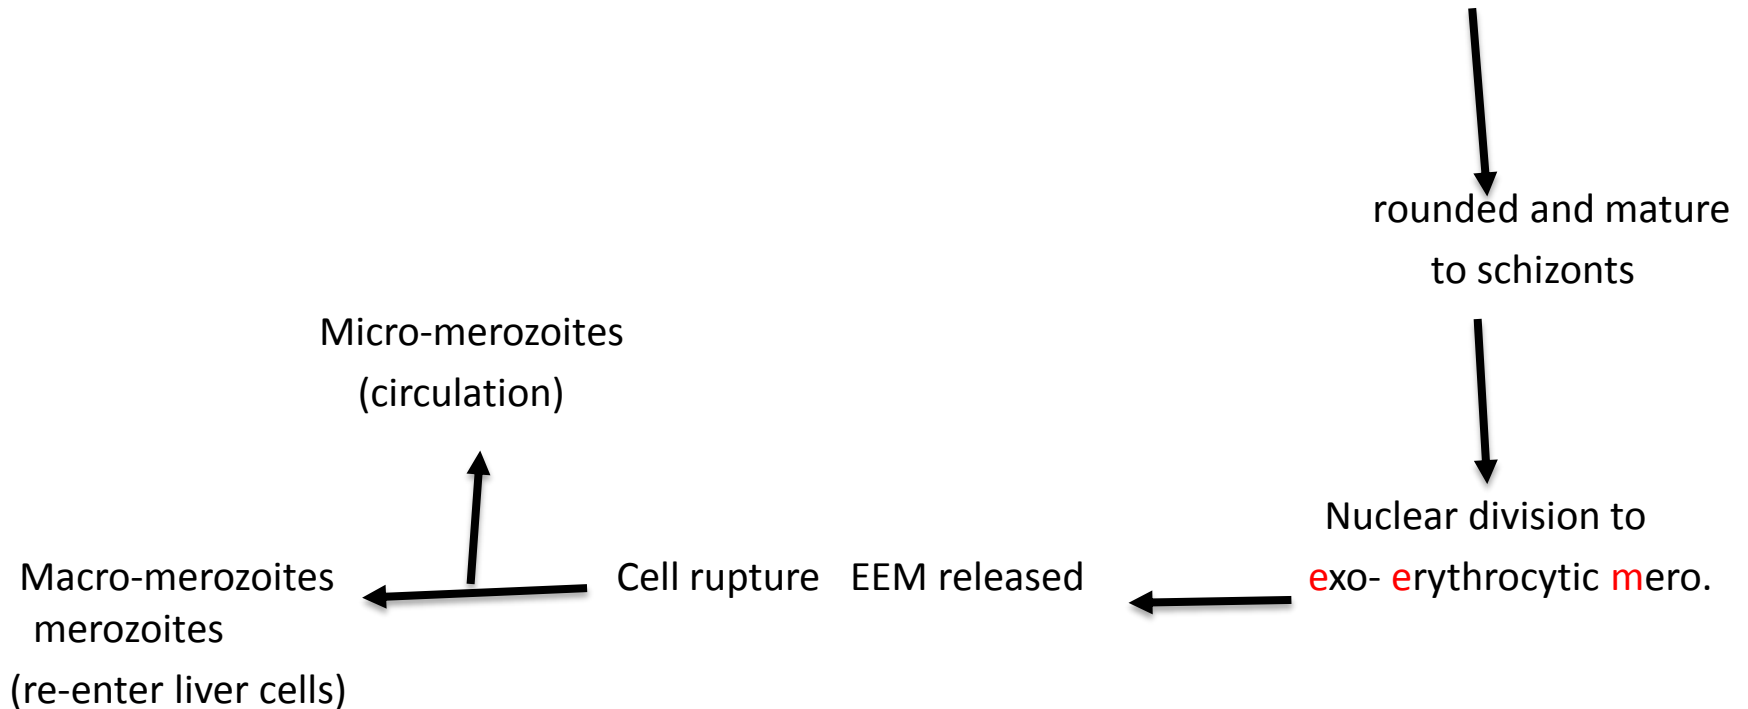 rounded and mature
to schizonts
Micro-merozoites
(circulation)
Nuclear division to
exo- erythrocytic mero.
Cell rupture EEM released
Macro-merozoites
merozoites
(re-enter liver cells)